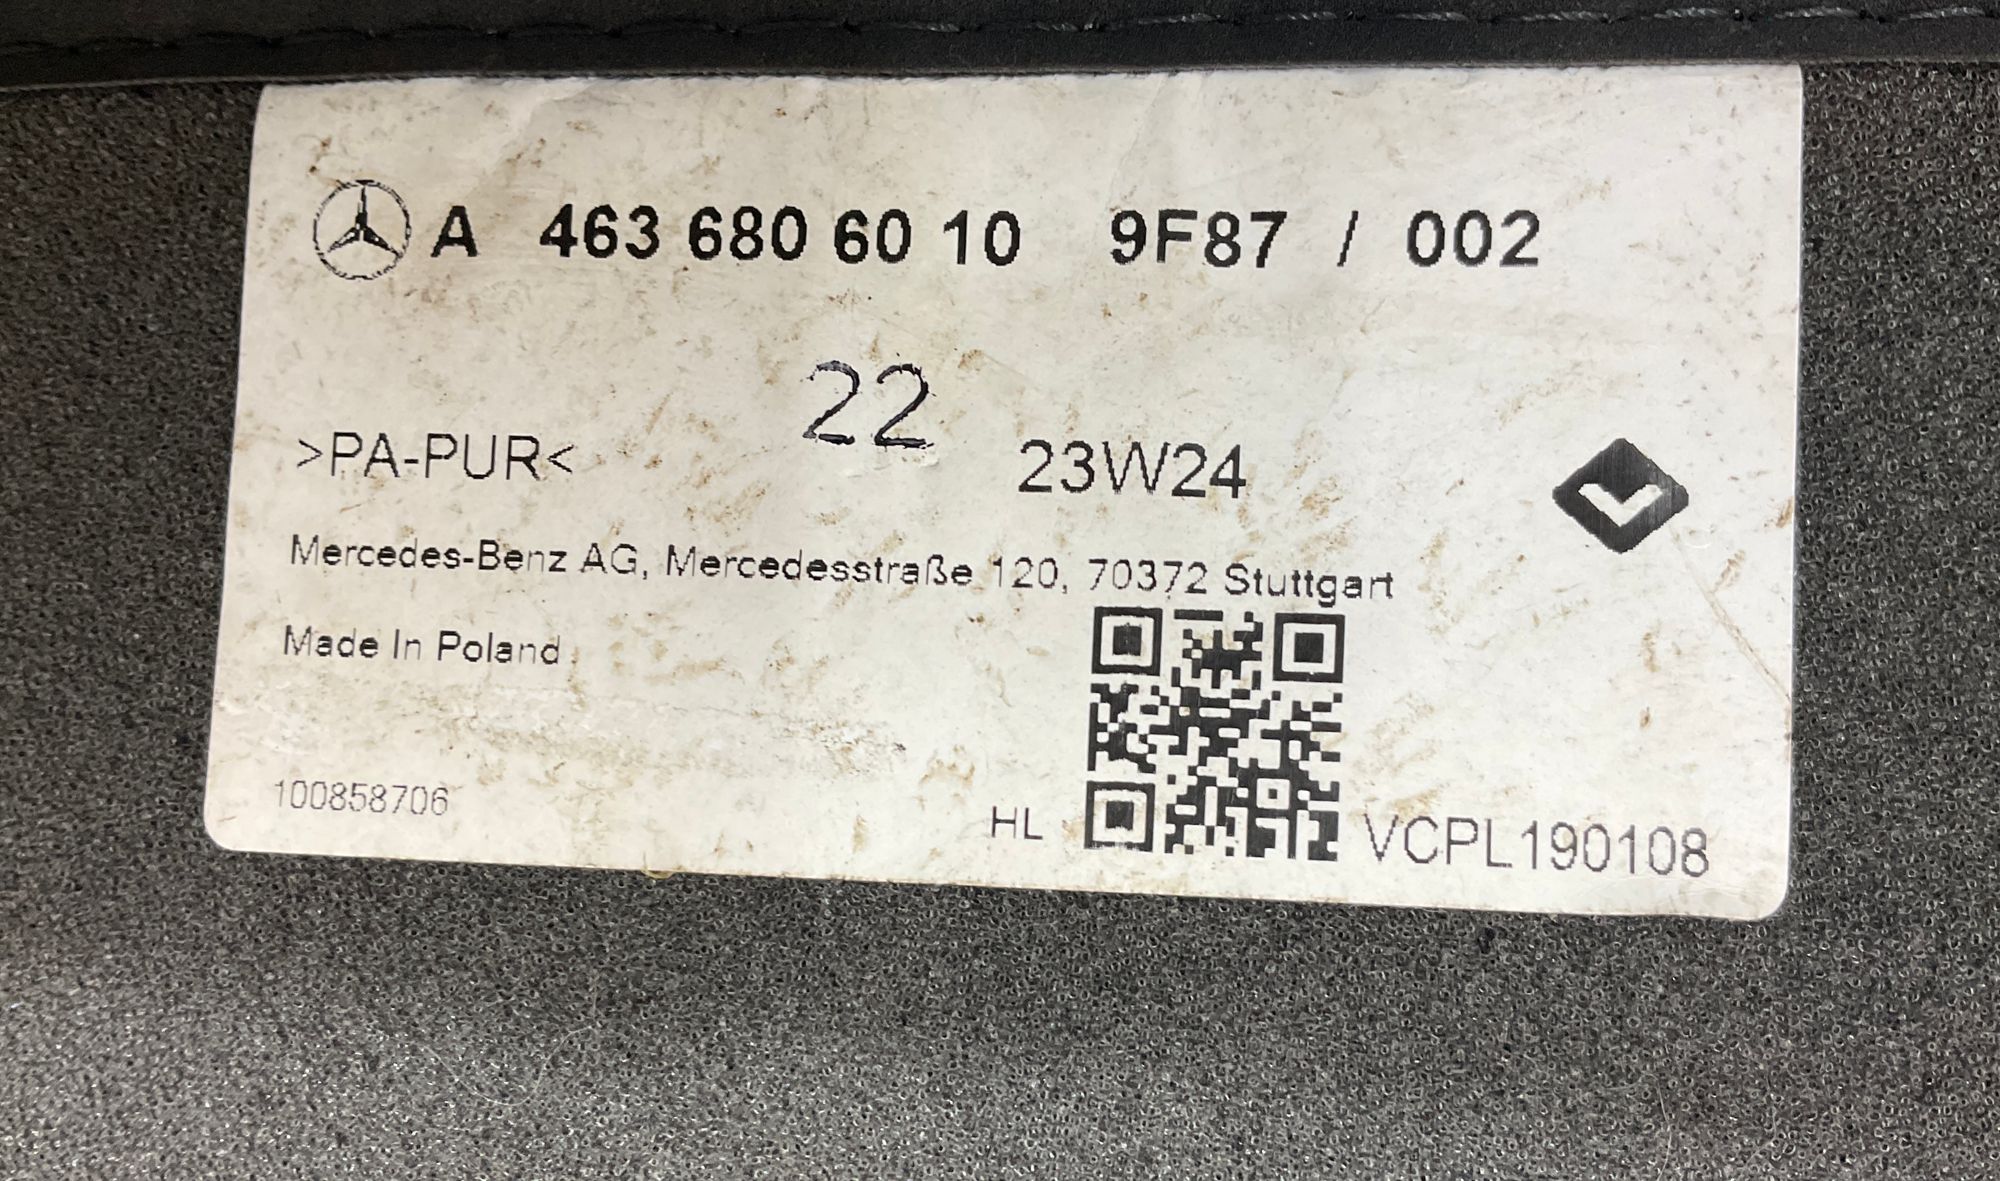 A 463 680 60 10 9F87 / 002
22
>PA-PUR< 23W24
Mercedes-Benz AG, Mercedesstraße 120, 70372 Stuttgart
Made In Poland
100858706 HL VCPL190108